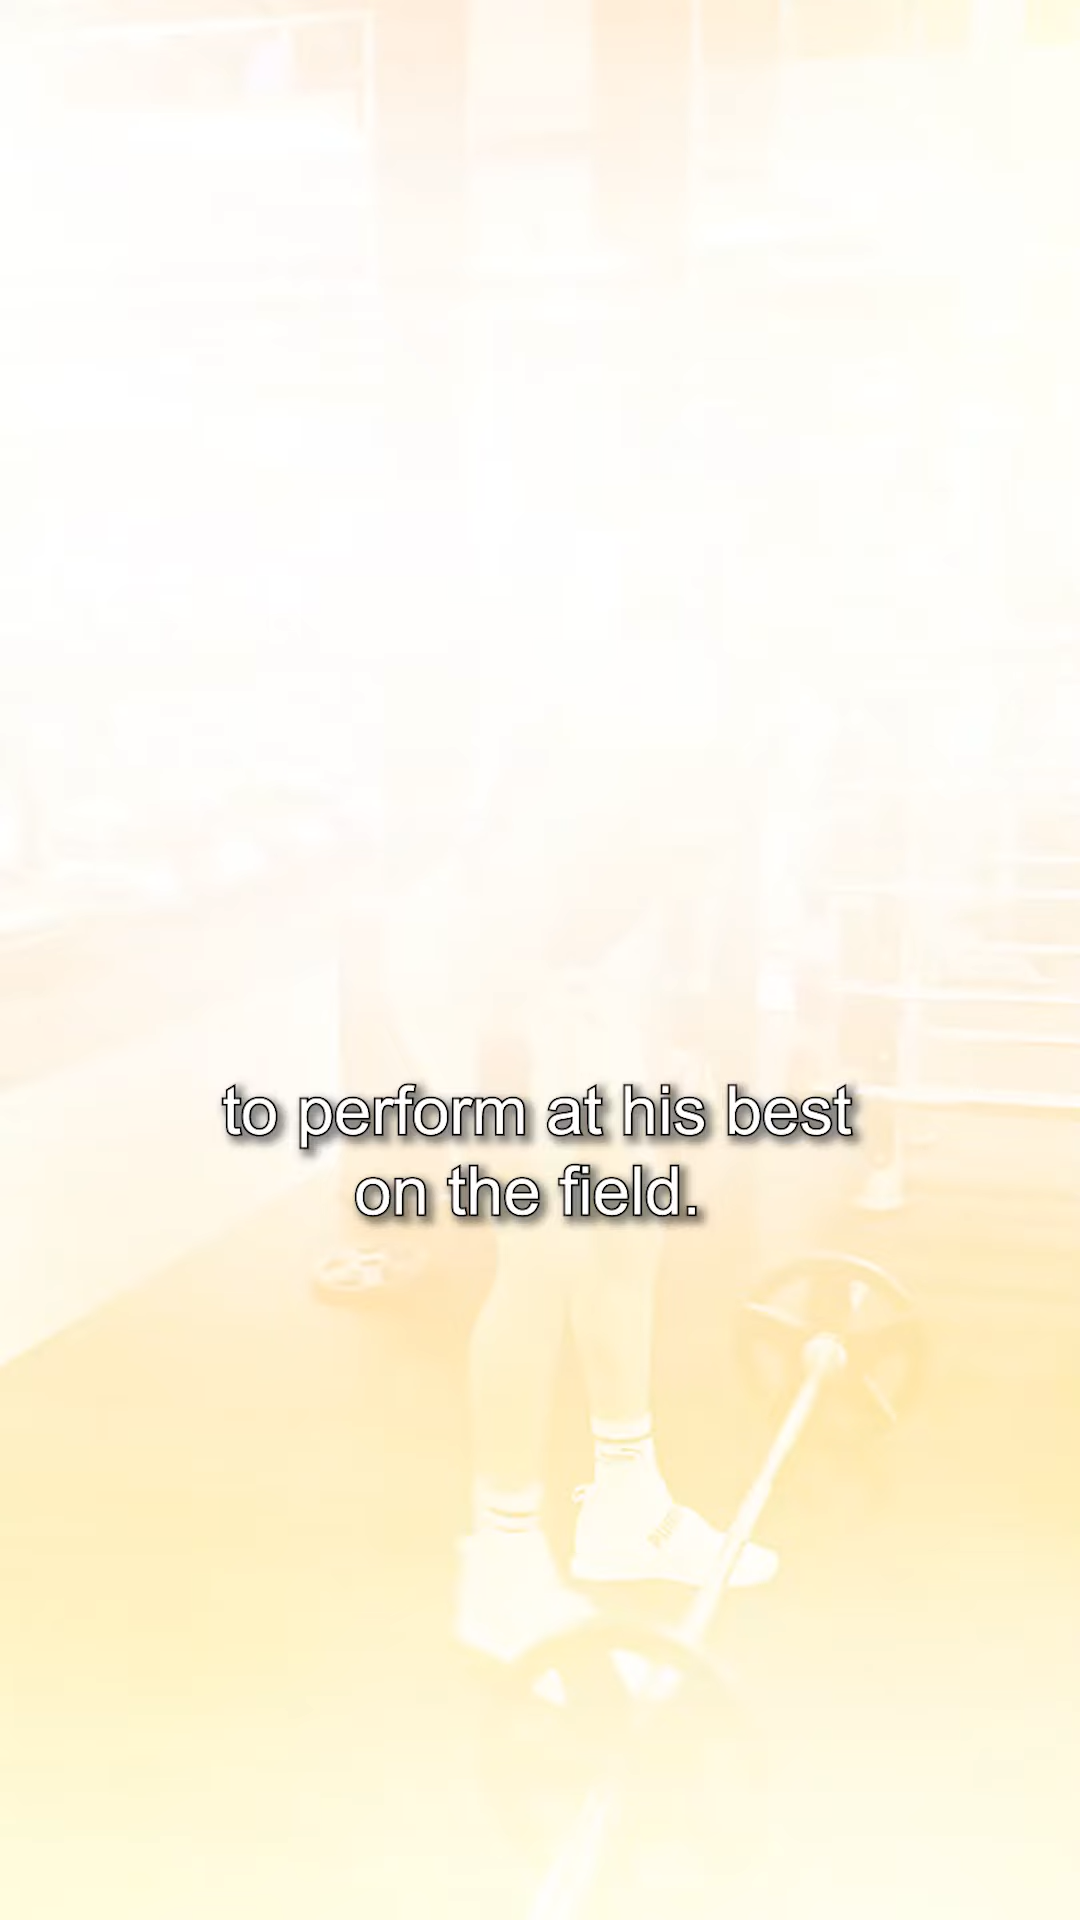 to perform at his best
on the field.